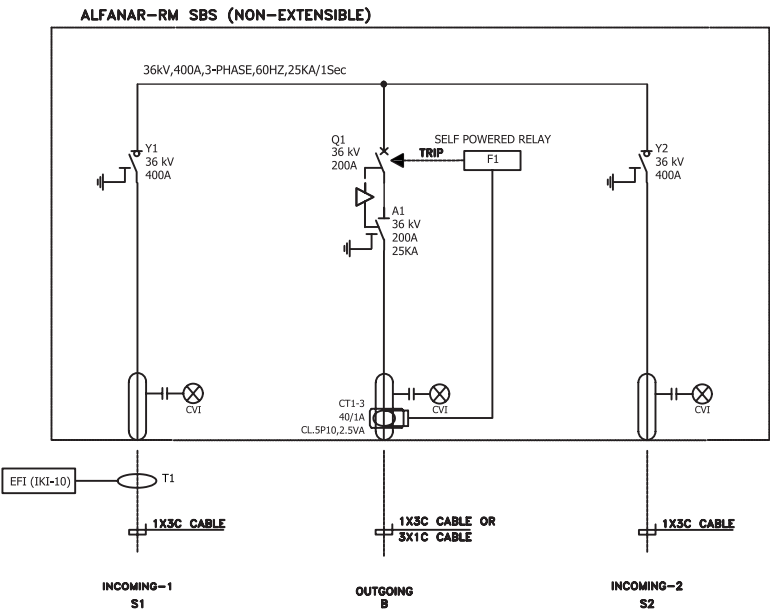 ALFANAR-RM SBS (NON-EXTENSIBLE)
36kV,400A,3-PHASE,60HZ,25KA/1Sec
Y1
36 kV
400A
Q1
36 kV
200A
TRIP
SELF POWERED RELAY
F1
Y2
36 kV
400A
A1
36 kV
200A
25KA
CVI
CT1-3
40/1A
CL.5P10,2.5VA
CVI
CVI
EFI (IKI-10)
T1
1X3C CABLE
1X3C CABLE OR
3X1C CABLE
1X3C CABLE
INCOMING-1
S1
OUTGOING
B
INCOMING-2
S2